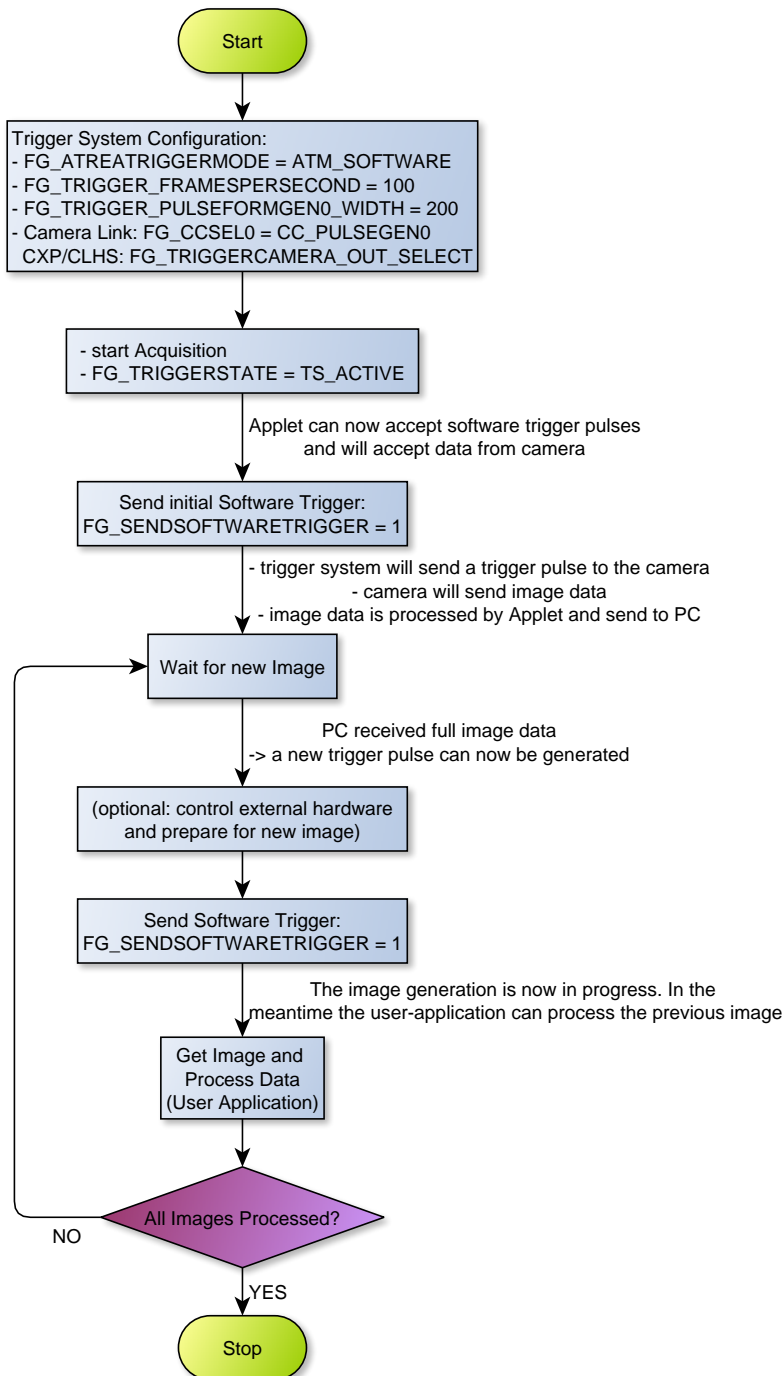 Start
Trigger System Configuration:
- FG_ATREATRIGGERMODE = ATM_SOFTWARE
- FG_TRIGGER_FRAMESPERSECOND = 100
- FG_TRIGGER_PULSEFORMGEN0_WIDTH = 200
- Camera Link: FG_CCSEL0 = CC_PULSEGEN0
CXP/CLHS: FG_TRIGGERCAMERA_OUT_SELECT
- start Acquisition
- FG_TRIGGERSTATE = TS_ACTIVE
Applet can now accept software trigger pulses
and will accept data from camera
Send initial Software Trigger:
FG_SENDSOFTWARETRIGGER = 1
- trigger system will send a trigger pulse to the camera
- camera will send image data
- image data is processed by Applet and send to PC
Wait for new Image
PC received full image data
-> a new trigger pulse can now be generated
(optional: control external hardware
and prepare for new image)
Send Software Trigger:
FG_SENDSOFTWARETRIGGER = 1
The image generation is now in progress. In the
meantime the user-application can process the previous image
Get Image and
Process Data
(User Application)
All Images Processed?
NO
YES
Stop